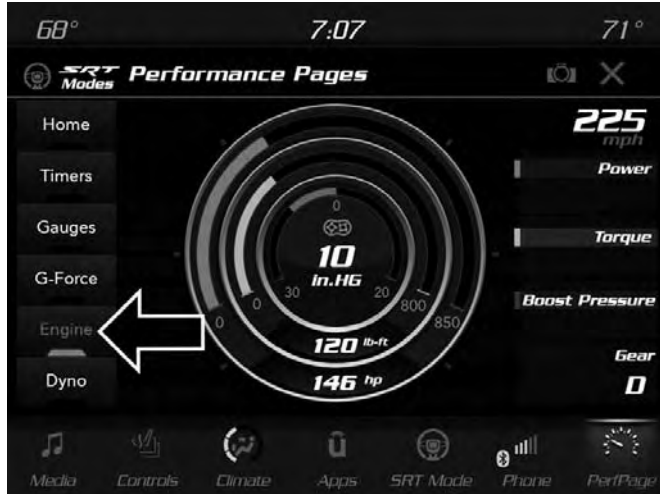 68°
7:07
71°
SRT Modes
Performance Pages
Home
Timers
Gauges
G-Force
Engine
Dyno
0
10
in.HG
30
20
0
800
0
850
120 lb-ft
146 hp
225
mph
Power
Torque
Boost Pressure
Gear
D
Media
Controls
Climate
Apps
SRT Mode
Phone
PerfPage